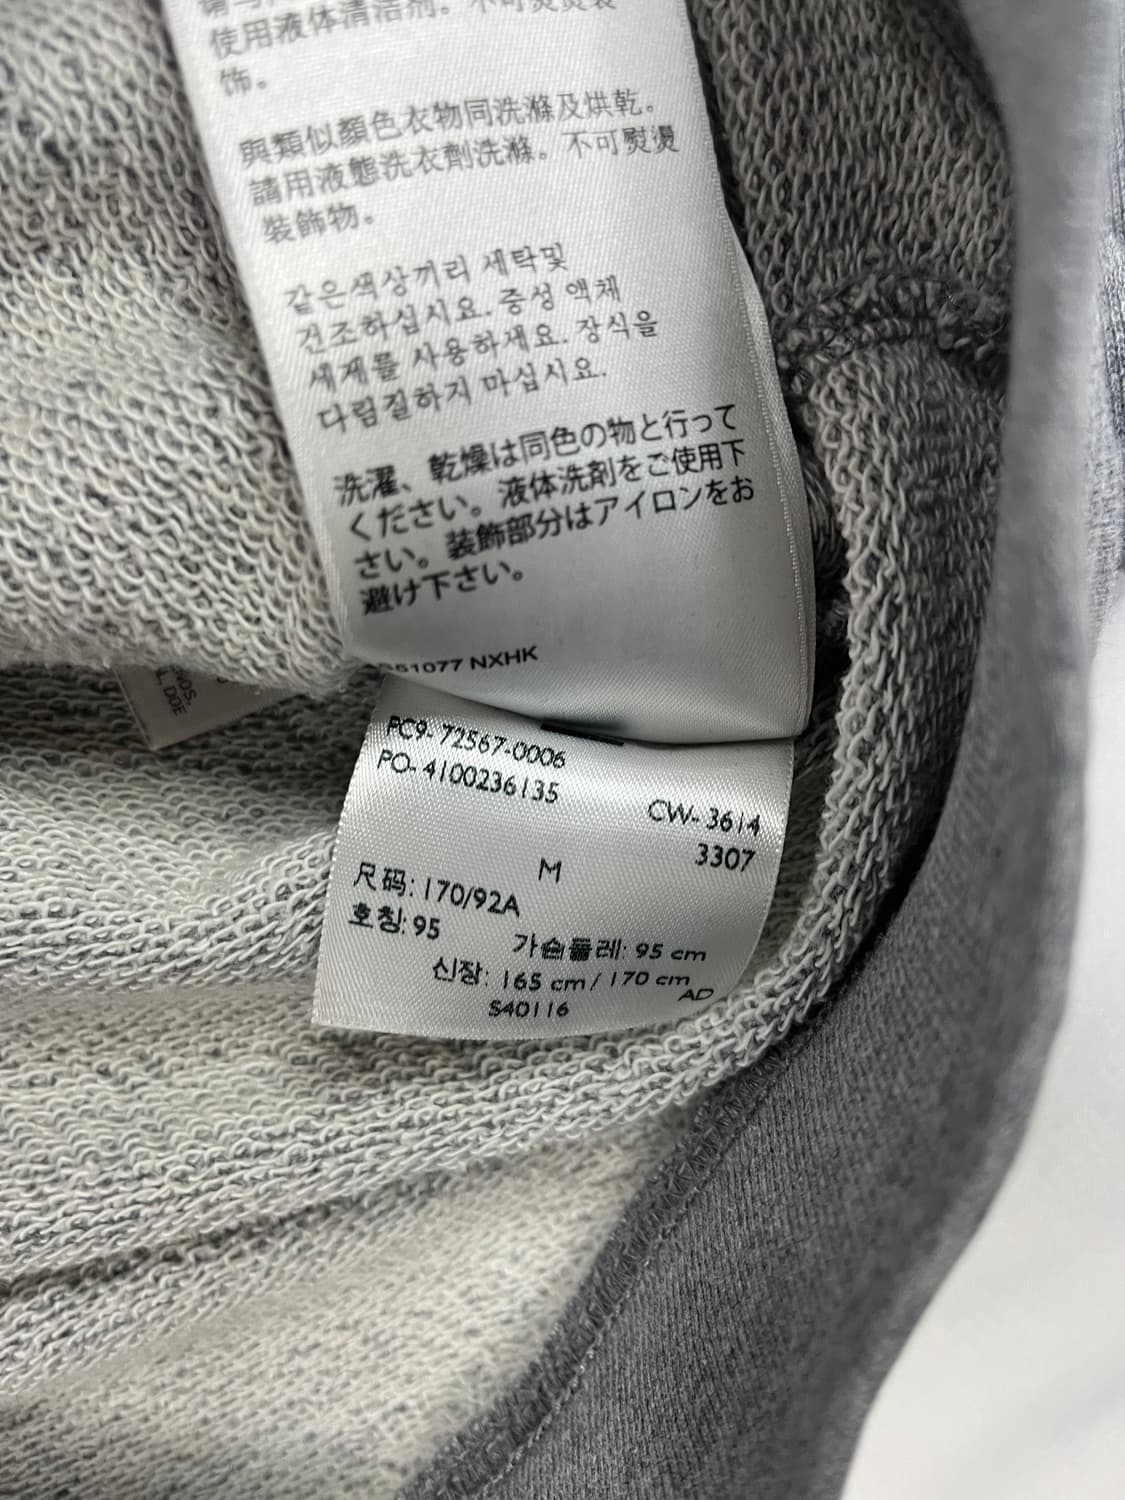 使用液体清洁剂。不可熨烫装
饰。
與類似顏色衣物同洗滌及烘乾。
請用液態洗衣劑洗滌。不可熨燙
裝飾物。
같은색상끼리 세탁및
건조하십시요. 중성 액체
세제를 사용하세요. 장식을
다림질하지 마십시요.
洗濯、乾燥は同色の物と行って
ください。液体洗剤をご使用下
さい。装飾部分はアイロンをお
避け下さい。
51077 NXHK
NOS.
DOE
PC9-72567-0006
PO-4100236135
CW-3614
3307
M
尺码: 170/92A
호칭: 95
가슴둘레: 95 cm
신장: 165 cm / 170 cm
AD
S40116